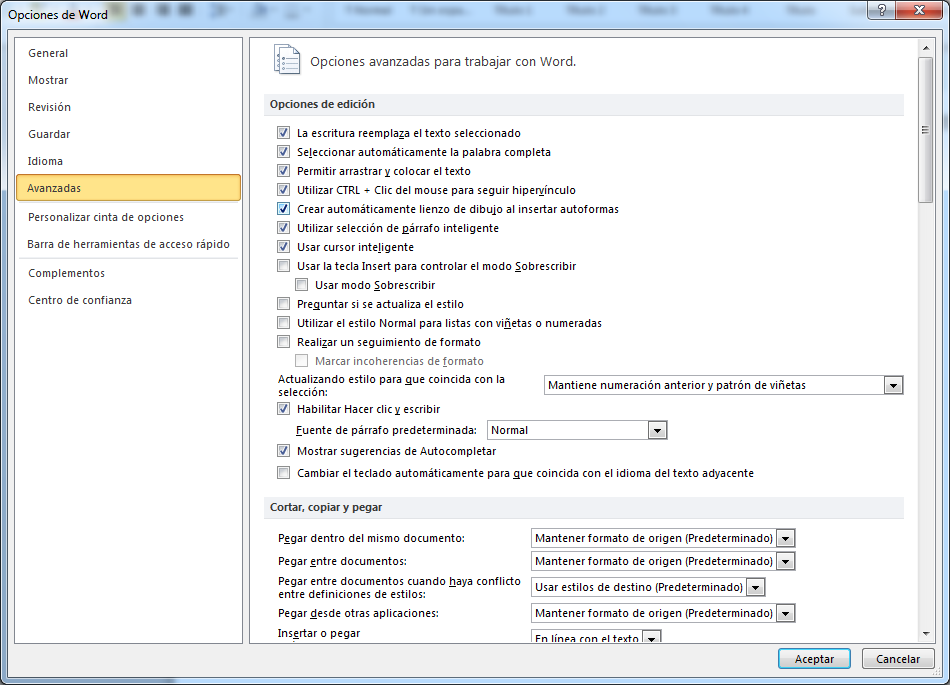 Opciones de Word
General
Mostrar
Revisión
Guardar
Idioma
Avanzadas
Personalizar cinta de opciones
Barra de herramientas de acceso rápido
Complementos
Centro de confianza
Opciones avanzadas para trabajar con Word.
Opciones de edición
La escritura reemplaza el texto seleccionado
Seleccionar automáticamente la palabra completa
Permitir arrastrar y colocar el texto
Utilizar CTRL + Clic del mouse para seguir hipervínculo
Crear automáticamente lienzo de dibujo al insertar autoformas
Utilizar selección de párrafo inteligente
Usar cursor inteligente
Usar la tecla Insert para controlar el modo Sobrescribir
Usar modo Sobrescribir
Preguntar si se actualiza el estilo
Utilizar el estilo Normal para listas con viñetas o numeradas
Realizar un seguimiento de formato
Marcar incoherencias de formato
Actualizando estilo para que coincida con la
selección:
Mantiene numeración anterior y patrón de viñetas
Habilitar Hacer clic y escribir
Fuente de párrafo predeterminada: Normal
Mostrar sugerencias de Autocompletar
Cambiar el teclado automáticamente para que coincida con el idioma del texto adyacente
Cortar, copiar y pegar
Pegar dentro del mismo documento: Mantener formato de origen (Predeterminado)
Pegar entre documentos: Mantener formato de origen (Predeterminado)
Pegar entre documentos cuando haya conflicto
entre definiciones de estilos:
Usar estilos de destino (Predeterminado)
Pegar desde otras aplicaciones: Mantener formato de origen (Predeterminado)
Insertar o pegar
En línea con el texto
Aceptar
Cancelar